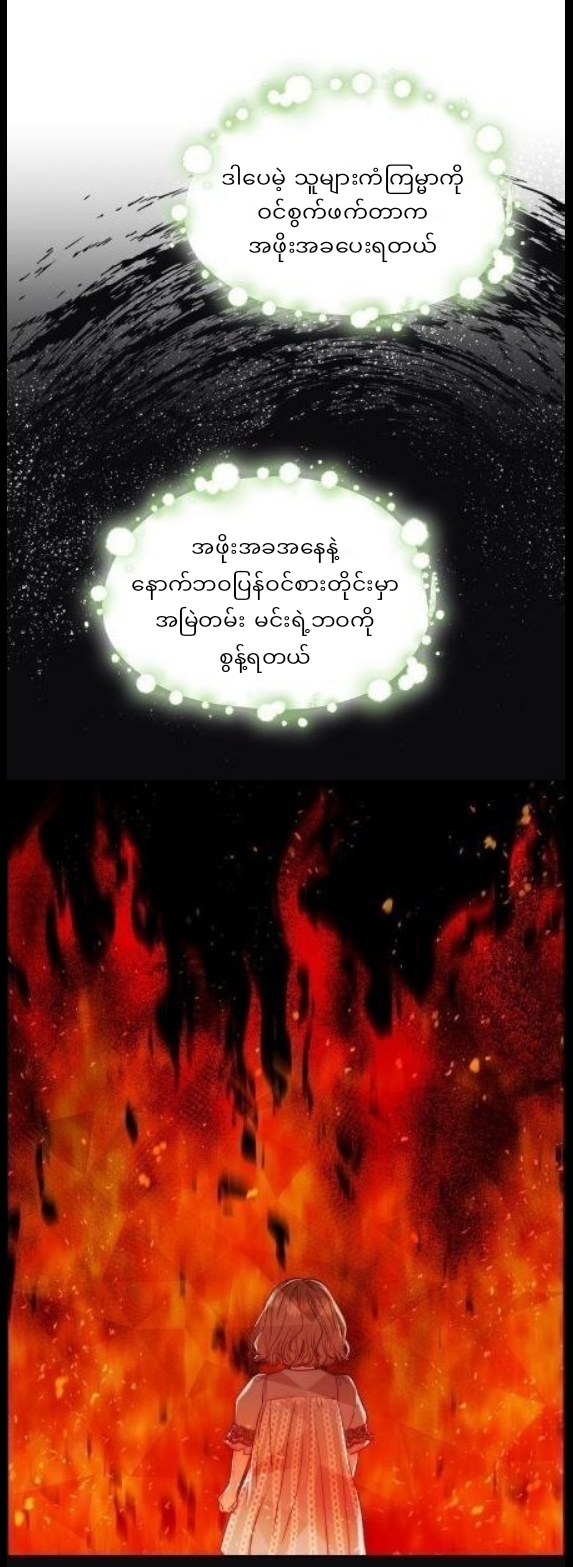 ဒါပေမဲ့ သူများကံကြမ္မာကို
ဝင်စွက်ဖက်တာက
အဖိုးအခပေးရတယ်
အဖိုးအခအနေနဲ့
နောက်ဘဝပြန်ဝင်စားတိုင်းမှာ
အမြဲတမ်း မင်းရဲ့ဘဝကို
စွန့်ရတယ်